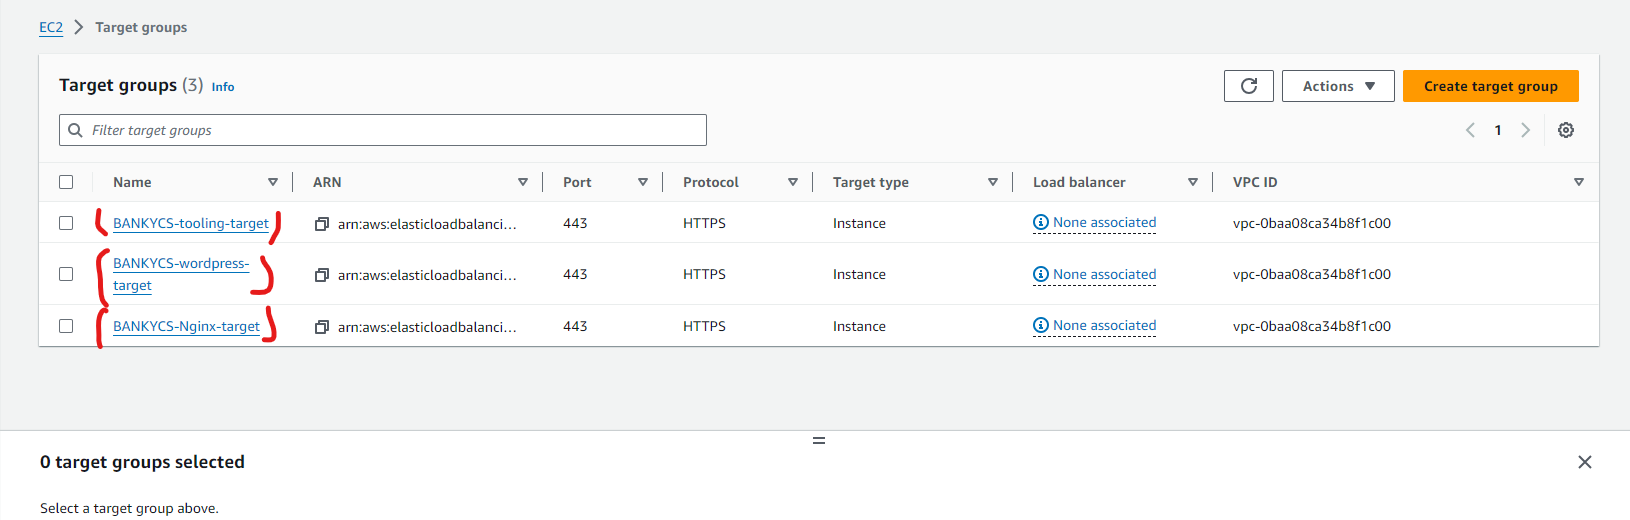 EC2 > Target groups
Target groups (3) Info
Actions
Create target group
Filter target groups
1
Name ARN Port Protocol Target type Load balancer VPC ID
BANKYCS-tooling-target arn:aws:elasticloadbalanci... 443 HTTPS Instance None associated vpc-0baa08ca34b8f1c00
BANKYCS-wordpress-
target arn:aws:elasticloadbalanci... 443 HTTPS Instance None associated vpc-0baa08ca34b8f1c00
BANKYCS-Nginx-target arn:aws:elasticloadbalanci... 443 HTTPS Instance None associated vpc-0baa08ca34b8f1c00
0 target groups selected
Select a target group above.